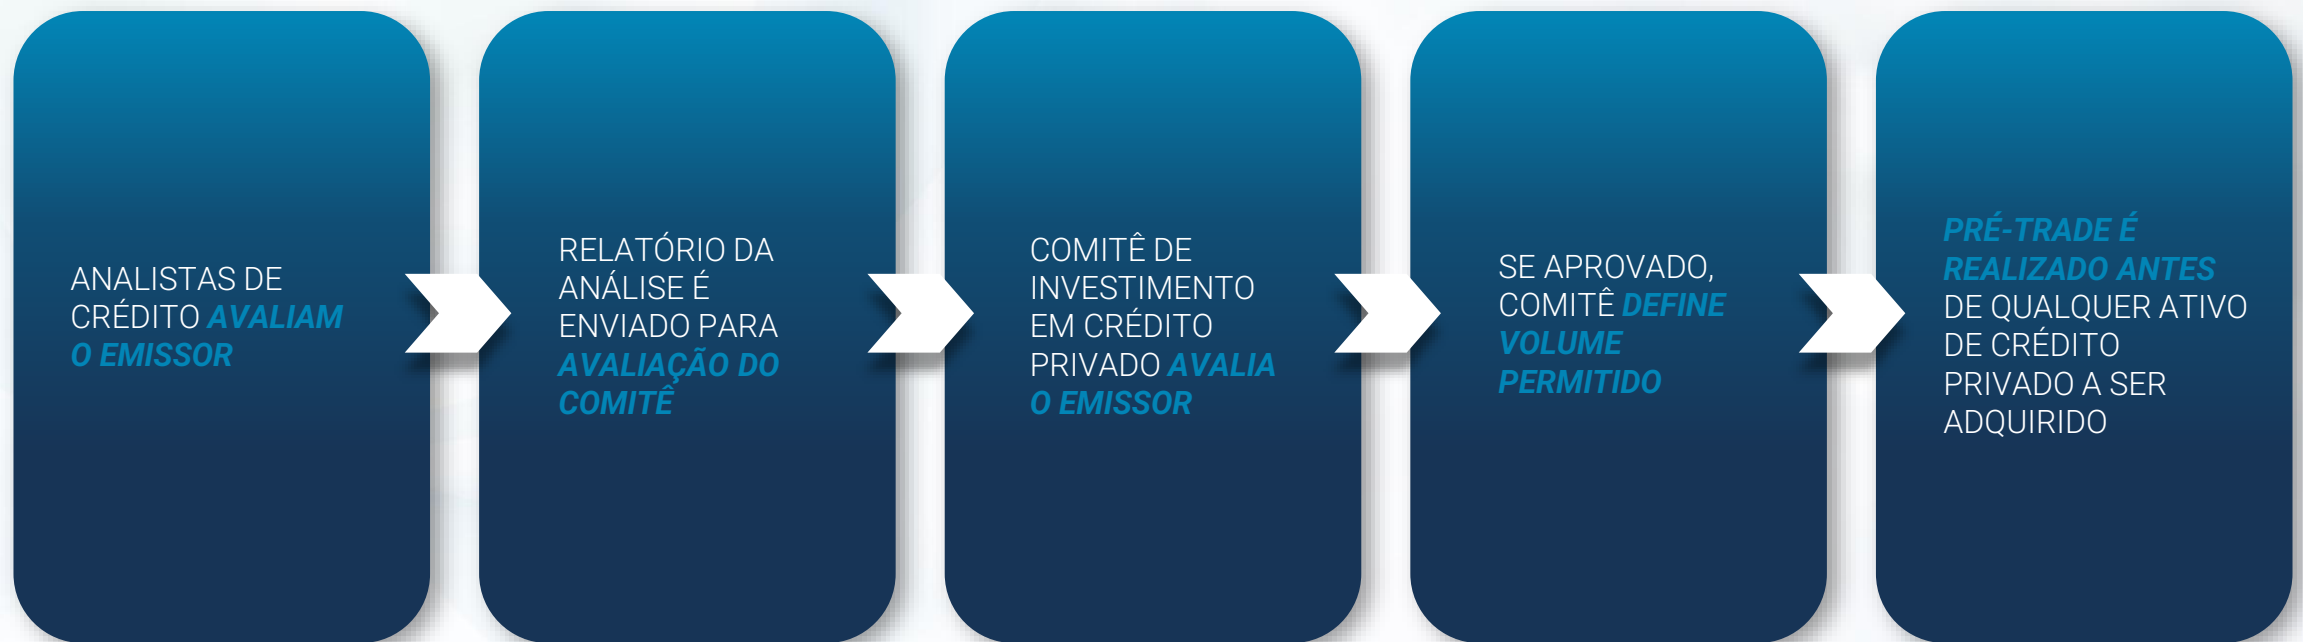 ANALISTAS DE
CRÉDITO AVALIAM
O EMISSOR
RELATÓRIO DA
ANÁLISE É
ENVIADO PARA
AVALIAÇÃO DO
COMITÊ
COMITÊ DE
INVESTIMENTO
EM CRÉDITO
PRIVADO AVALIA
O EMISSOR
SE APROVADO,
COMITÊ DEFINE
VOLUME
PERMITIDO
PRÉ-TRADE É
REALIZADO ANTES
DE QUALQUER ATIVO
DE CRÉDITO
PRIVADO A SER
ADQUIRIDO